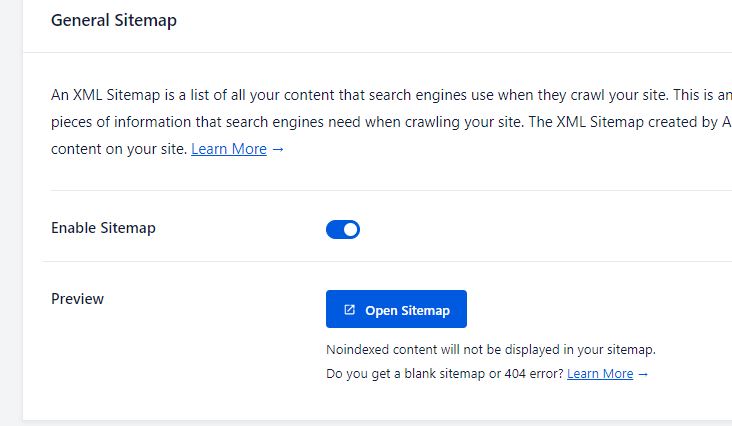 General Sitemap
An XML Sitemap is a list of all your content that search engines use when they crawl your site. This is an
pieces of information that search engines need when crawling your site. The XML Sitemap created by A
content on your site. Learn More →
Enable Sitemap
Preview
Open Sitemap
Noindexed content will not be displayed in your sitemap.
Do you get a blank sitemap or 404 error? Learn More →